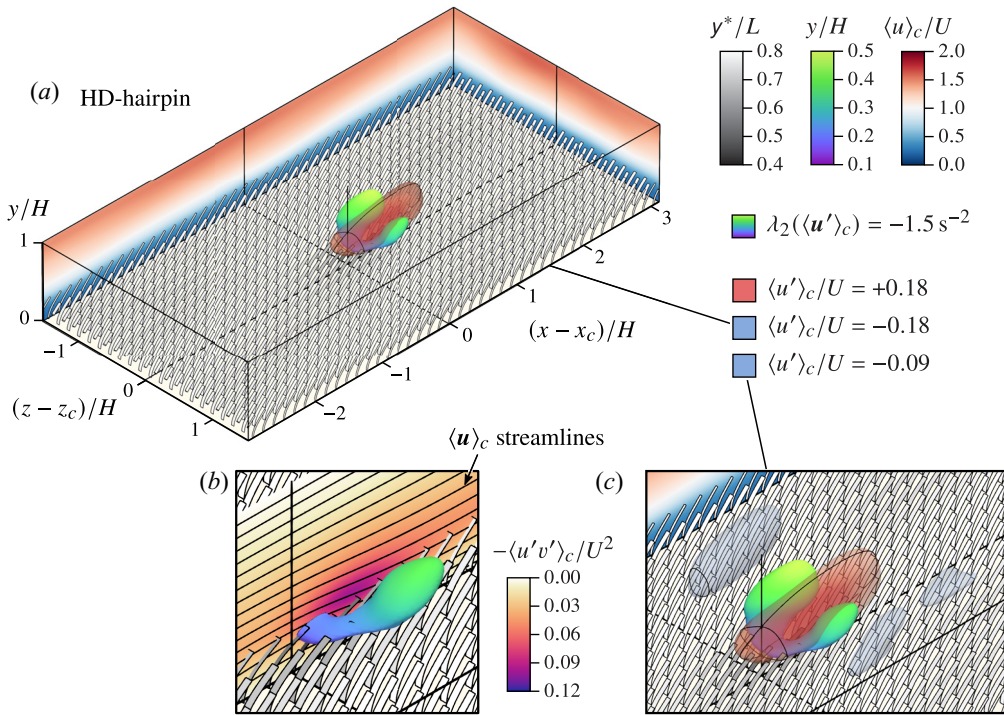 y*/L y/H ⟨u⟩c/U
0.8 0.5 2.0
0.7 0.4 1.5
0.6 0.3 1.0
0.5 0.2 0.5
0.4 0.1 0.0
(a) HD-hairpin
λ2(⟨u′⟩c) = −1.5 s−2
⟨u′⟩c/U = +0.18
⟨u′⟩c/U = −0.18
⟨u′⟩c/U = −0.09
y/H
1
0
−1
0
1
(z − zc)/H
−2
−1
0
1
2
3
(x − xc)/H
⟨u⟩c streamlines
(b)
−⟨u′v′⟩c/U2
0.00
0.03
0.06
0.09
0.12
(c)